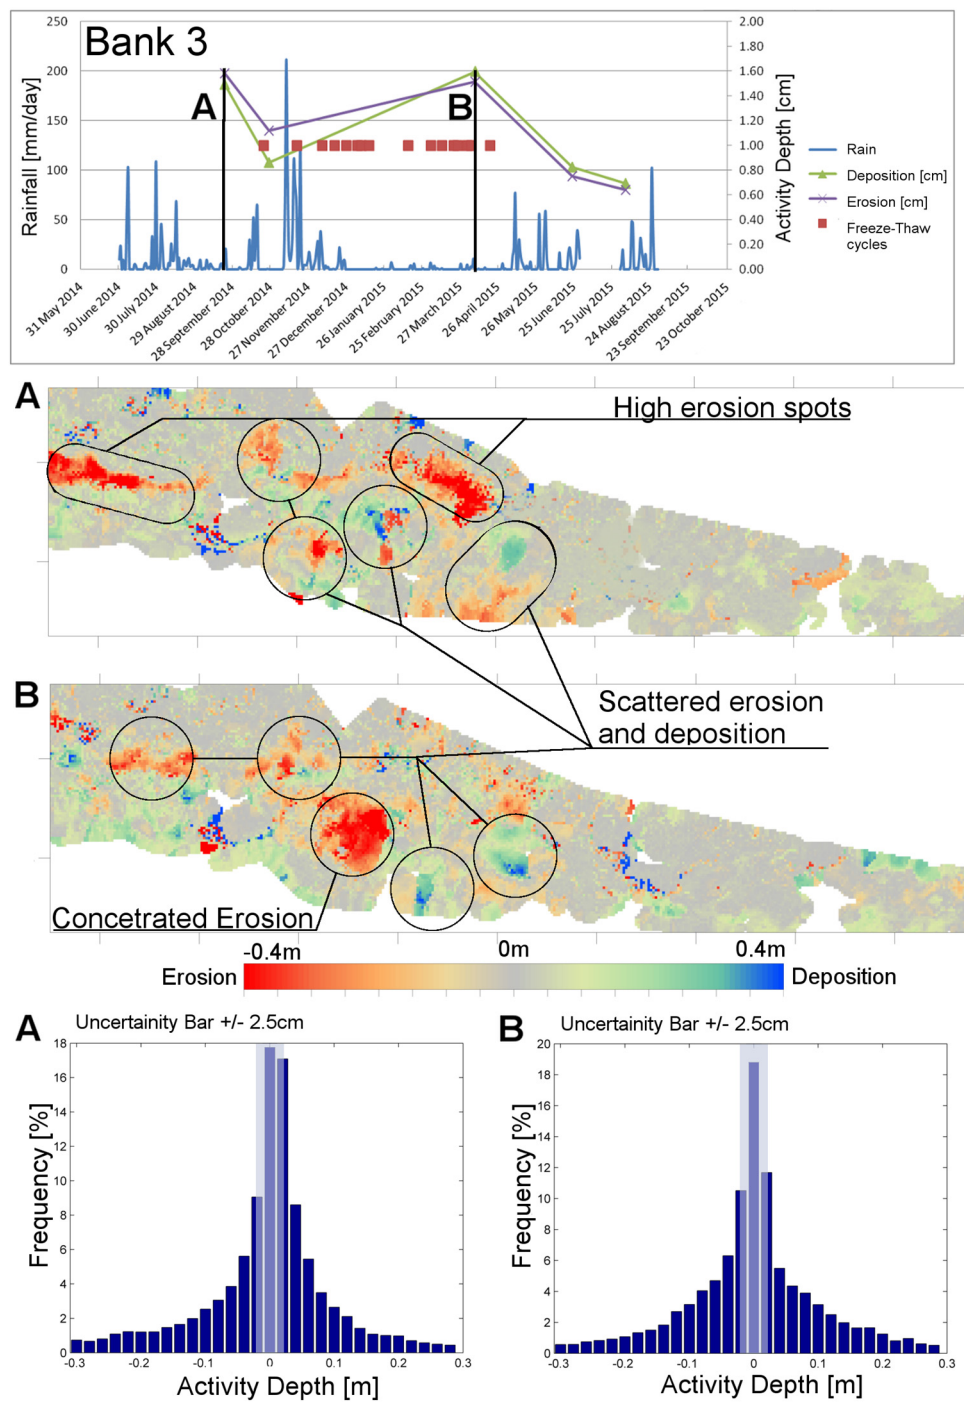 Bank 3
250
200
150
100
50
0
Rainfall [mm/day]
2.00
1.80
1.60
1.40
1.20
1.00
0.80
0.60
0.40
0.20
0.00
Activity Depth [cm]
A
B
Rain
Deposition [cm]
Erosion [cm]
Freeze-Thaw
cycles
31 May 2014
30 June 2014
30 July 2014
29 August 2014
28 September 2014
28 October 2014
27 November 2014
27 December 2014
26 January 2015
25 February 2015
27 March 2015
26 April 2015
26 May 2015
25 June 2015
25 July 2015
24 August 2015
23 September 2015
23 October 2015
A
High erosion spots
B
Scattered erosion
and deposition
Concetrated Erosion
-0.4m
0m
0.4m
Erosion
Deposition
A
Uncertainity Bar +/- 2.5cm
18
16
14
12
10
8
6
4
2
0
Frequency [%]
-0.3
-0.2
-0.1
0
0.1
0.2
0.3
Activity Depth [m]
B
Uncertainity Bar +/- 2.5cm
20
18
16
14
12
10
8
6
4
2
0
Frequency [%]
-0.3
-0.2
-0.1
0
0.1
0.2
0.3
Activity Depth [m]